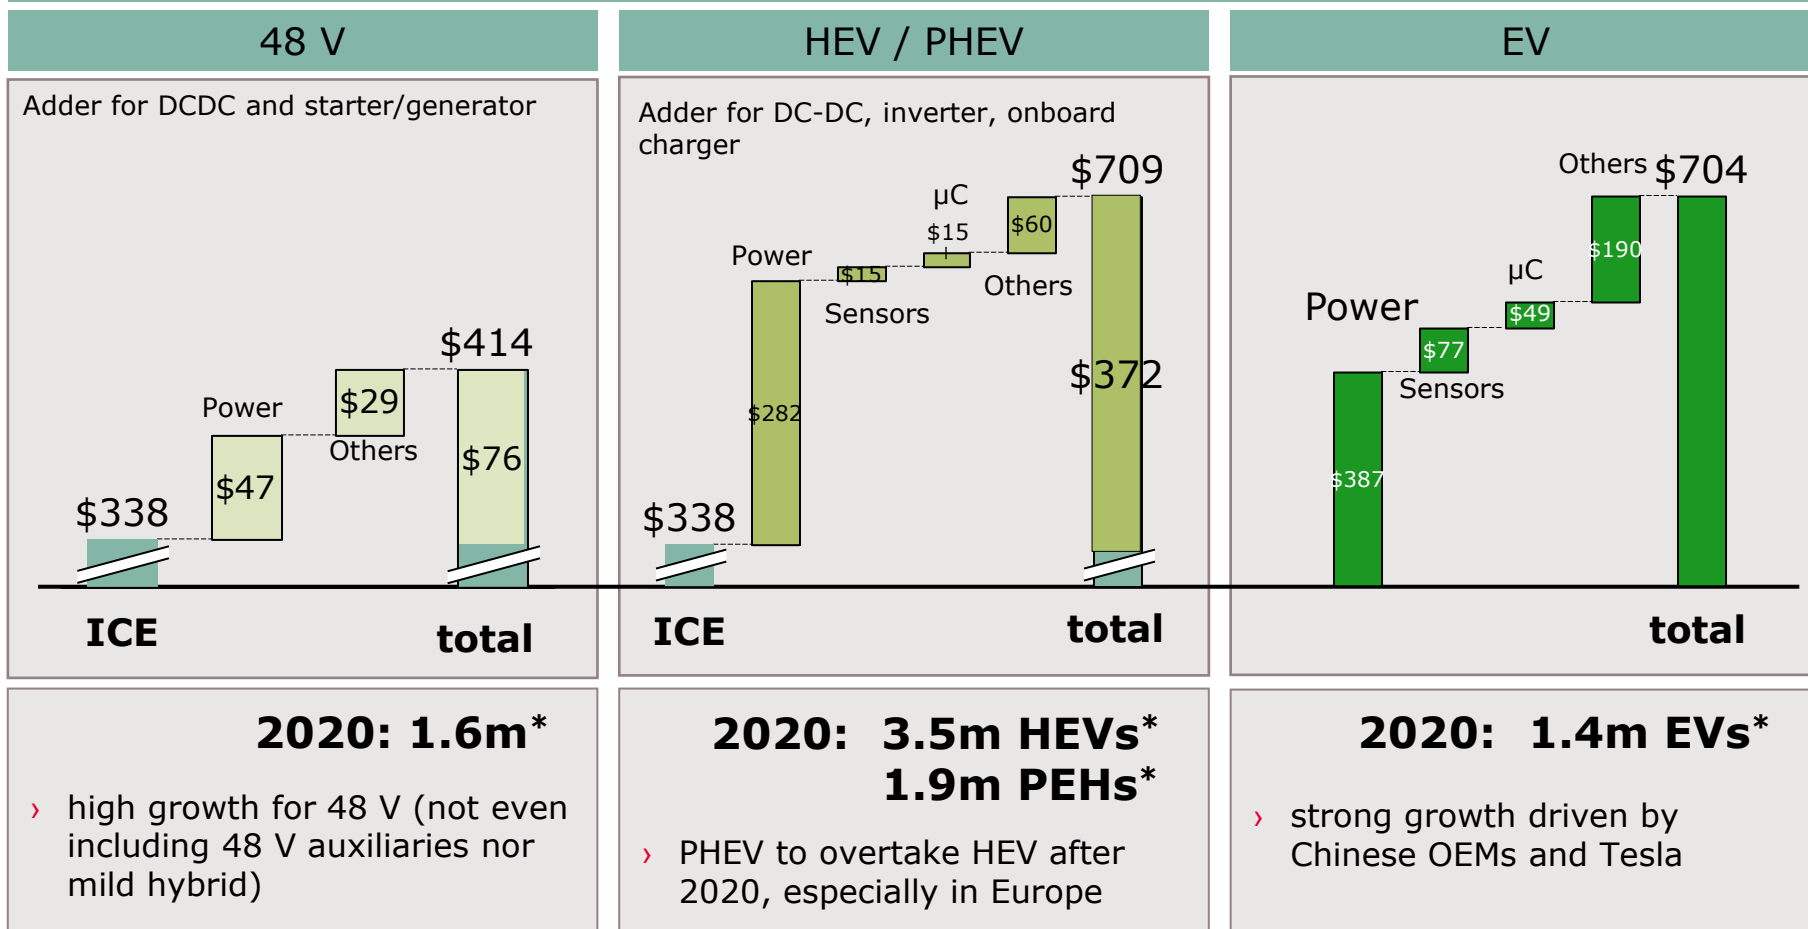 48 V
Adder for DCDC and starter/generator
$414
$29
Power
Others
$76
$47
$338
ICE
total
2020: 1.6m*
› high growth for 48 V (not even
including 48 V auxiliaries nor
mild hybrid)
HEV / PHEV
Adder for DC-DC, inverter, onboard
charger
$709
µC
$15
$60
Power
$15
Others
Sensors
$372
$282
$338
ICE
total
2020: 3.5m HEVs*
1.9m PEHs*
› PHEV to overtake HEV after
2020, especially in Europe
EV
Others
$704
$190
µC
Power
$49
$77
Sensors
$387
total
2020: 1.4m EVs*
› strong growth driven by
Chinese OEMs and Tesla